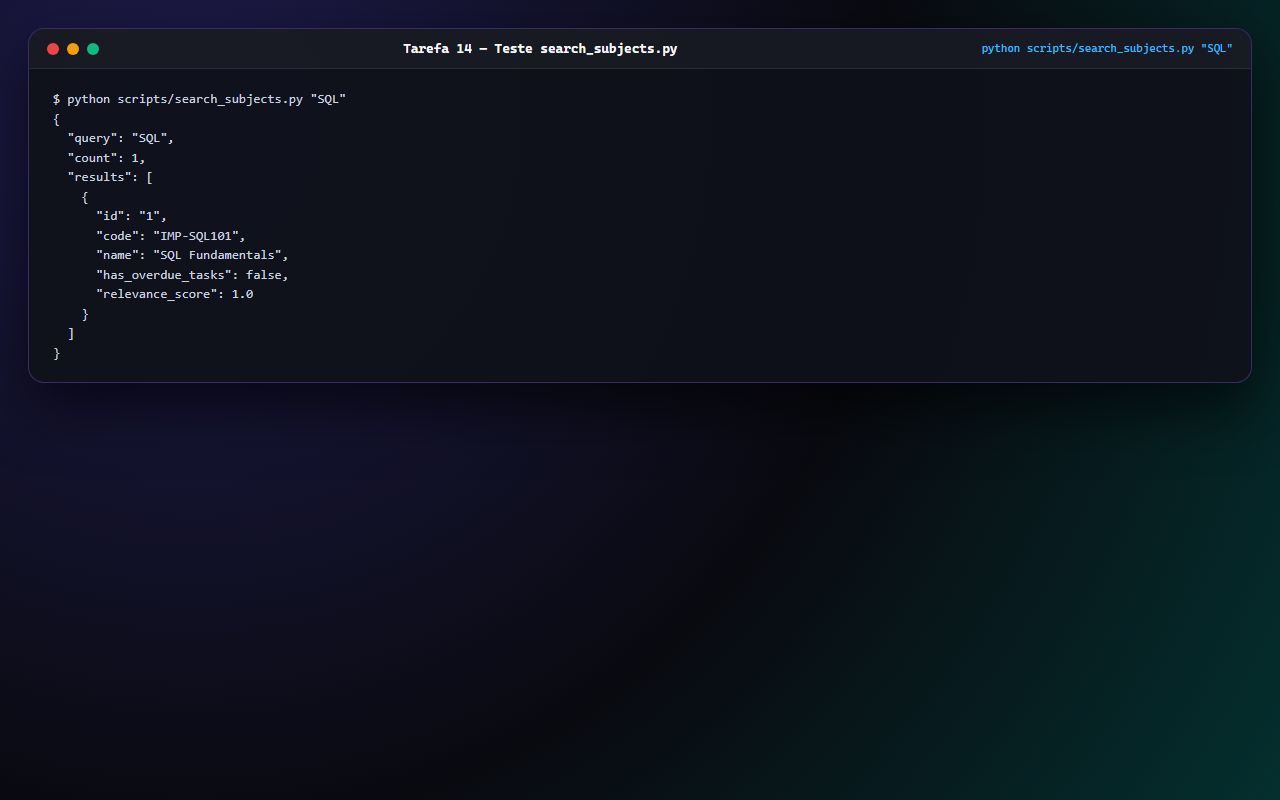 Tarefa 14 — Teste search_subjects.py
python scripts/search_subjects.py "SQL"
$ python scripts/search_subjects.py "SQL"
{
  "query": "SQL",
  "count": 1,
  "results": [
    {
      "id": "1",
      "code": "IMP-SQL101",
      "name": "SQL Fundamentals",
      "has_overdue_tasks": false,
      "relevance_score": 1.0
    }
  ]
}